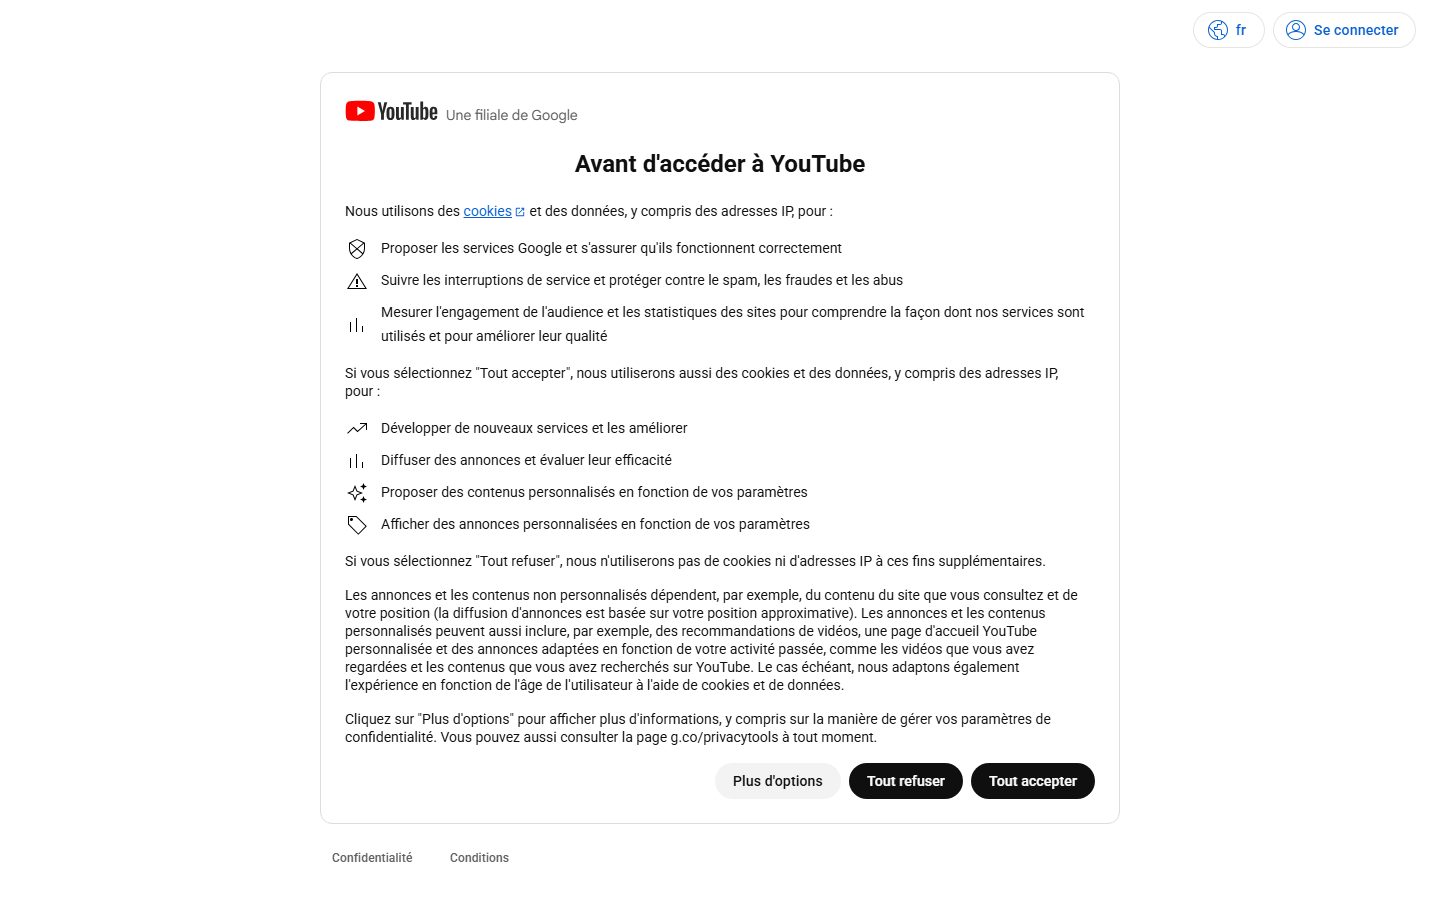 fr
Se connecter
YouTube Une filiale de Google
Avant d'accéder à YouTube
Nous utilisons des cookies et des données, y compris des adresses IP, pour :
Proposer les services Google et s'assurer qu'ils fonctionnent correctement
Suivre les interruptions de service et protéger contre le spam, les fraudes et les abus
Mesurer l'engagement de l'audience et les statistiques des sites pour comprendre la façon dont nos services sont
utilisés et pour améliorer leur qualité
Si vous sélectionnez "Tout accepter", nous utiliserons aussi des cookies et des données, y compris des adresses IP,
pour :
Développer de nouveaux services et les améliorer
Diffuser des annonces et évaluer leur efficacité
Proposer des contenus personnalisés en fonction de vos paramètres
Afficher des annonces personnalisées en fonction de vos paramètres
Si vous sélectionnez "Tout refuser", nous n'utiliserons pas de cookies ni d'adresses IP à ces fins supplémentaires.
Les annonces et les contenus non personnalisés dépendent, par exemple, du contenu du site que vous consultez et de
votre position (la diffusion d'annonces est basée sur votre position approximative). Les annonces et les contenus
personnalisés peuvent aussi inclure, par exemple, des recommandations de vidéos, une page d'accueil YouTube
personnalisée et des annonces adaptées en fonction de votre activité passée, comme les vidéos que vous avez
regardées et les contenus que vous avez recherchés sur YouTube. Le cas échéant, nous adaptons également
l'expérience en fonction de l'âge de l'utilisateur à l'aide de cookies et de données.
Cliquez sur "Plus d'options" pour afficher plus d'informations, y compris sur la manière de gérer vos paramètres de
confidentialité. Vous pouvez aussi consulter la page g.co/privacytools à tout moment.
Plus d'options
Tout refuser
Tout accepter
Confidentialité
Conditions